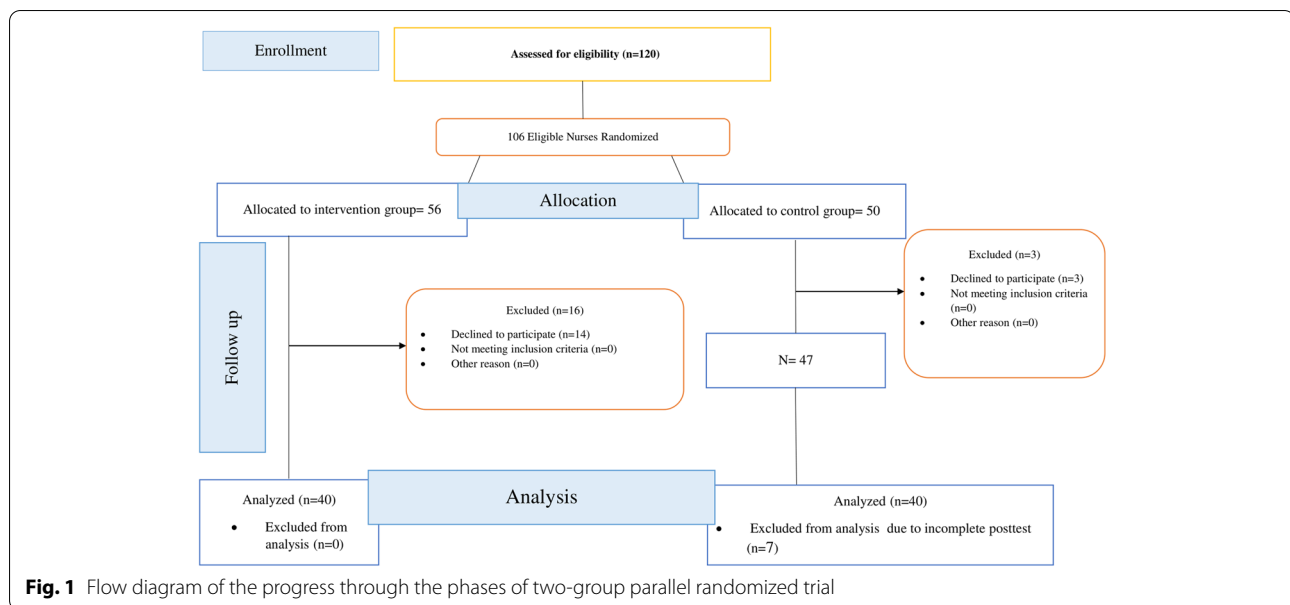 Enrollment
Assessed for eligibility (n=120)
106 Eligible Nurses Randomized
Allocated to intervention group= 56
Allocation
Allocated to control group= 50
Follow up
Excluded (n=16)
• Declined to participate (n=14)
• Not meeting inclusion criteria (n=0)
• Other reason (n=0)
Excluded (n=3)
• Declined to participate (n=3)
• Not meeting inclusion criteria
(n=0)
• Other reason (n=0)
N= 47
Analyzed (n=40)
• Excluded from
analysis (n=0)
Analysis
Analyzed (n=40)
• Excluded from analysis due to incomplete posttest
(n=7)
Fig. 1 Flow diagram of the progress through the phases of two-group parallel randomized trial